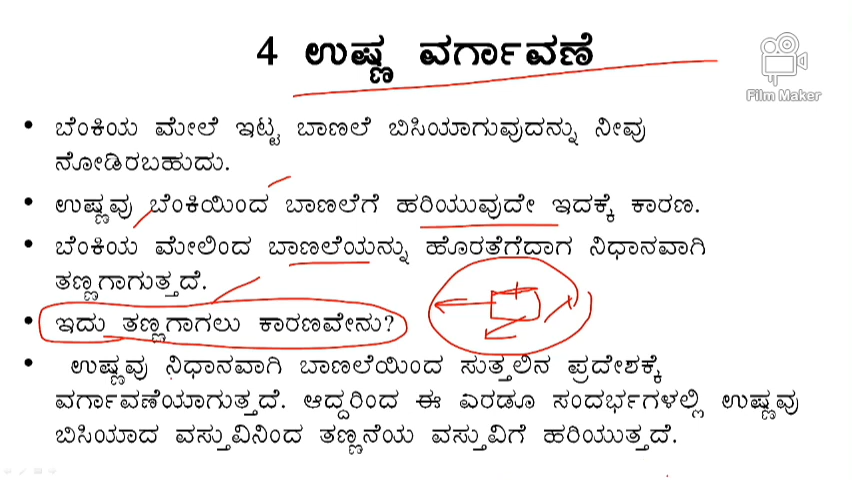 4 ಉಷ್ಣ ವರ್ಗಾವಣೆ
Film Maker
• ಬೆಂಕಿಯ ಮೇಲೆ ಇಟ್ಟ ಬಾಣಲೆ ಬಿಸಿಯಾಗುವುದನ್ನು ನೀವು
ನೋಡಿರಬಹುದು.
• ಉಷ್ಣವು ಬೆಂಕಿಯಿಂದ ಬಾಣಲೆಗೆ ಹರಿಯುವುದೇ ಇದಕ್ಕೆ ಕಾರಣ.
• ಬೆಂಕಿಯ ಮೇಲಿಂದ ಬಾಣಲೆಯನ್ನು ಹೊರತೆಗೆದಾಗ ನಿಧಾನವಾಗಿ
ತಣ್ಣಗಾಗುತ್ತದೆ.
• ಇದು ತಣ್ಣಗಾಗಲು ಕಾರಣವೇನು?
• ಉಷ್ಣವು ನಿಧಾನವಾಗಿ ಬಾಣಲೆಯಿಂದ ಸುತ್ತಲಿನ ಪ್ರದೇಶಕ್ಕೆ
ವರ್ಗಾವಣೆಯಾಗುತ್ತದೆ. ಆದ್ದರಿಂದ ಈ ಎರಡೂ ಸಂದರ್ಭಗಳಲ್ಲಿ ಉಷ್ಣವು
ಬಿಸಿಯಾದ ವಸ್ತುವಿನಿಂದ ತಣ್ಣನೆಯ ವಸ್ತುವಿಗೆ ಹರಿಯುತ್ತದೆ.